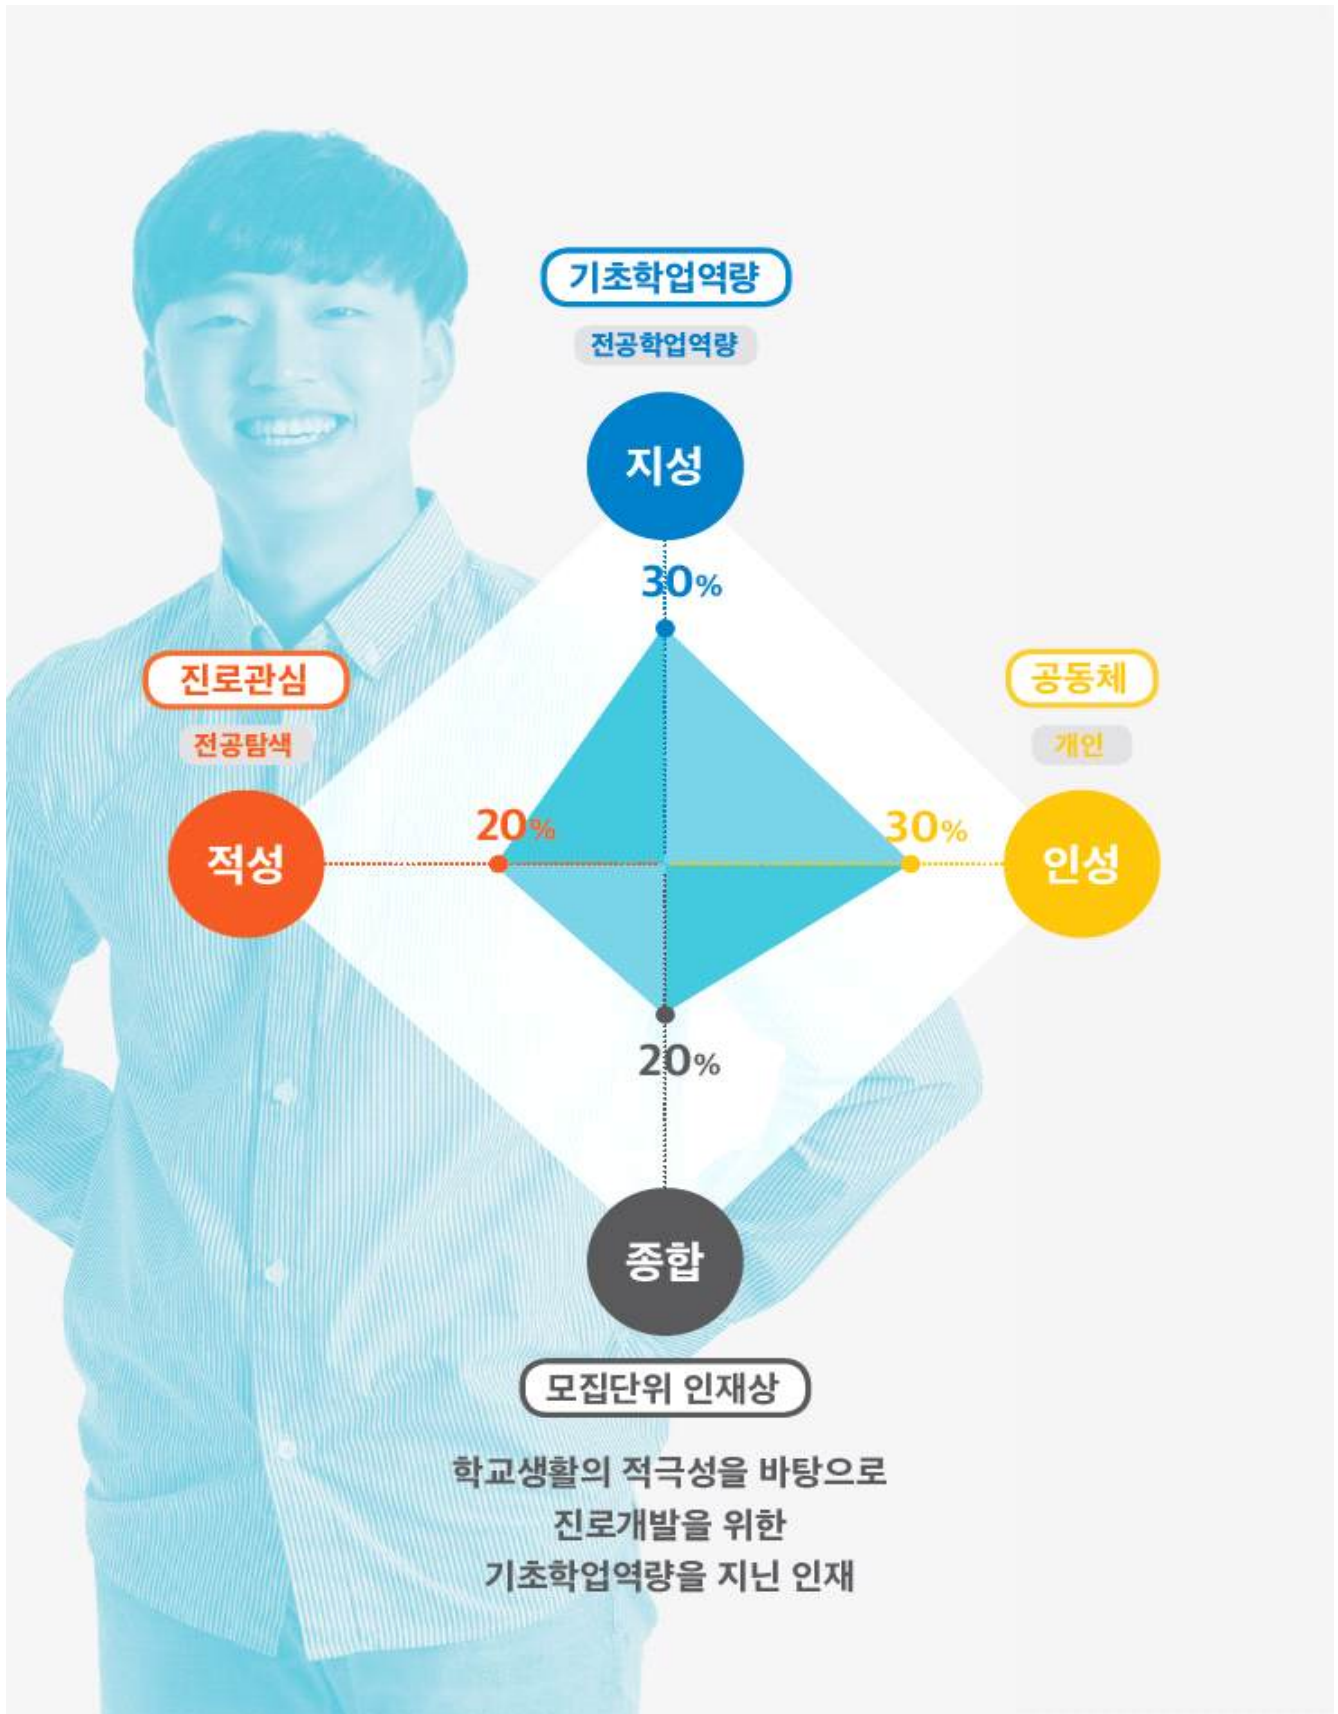 기초학업역량
전공학업역량
지성
30%
진로관심
전공탐색
적성
20%
공동체
개인
인성
30%
20%
종합
모집단위 인재상
학교생활의 적극성을 바탕으로
진로개발을 위한
기초학업역량을 지닌 인재